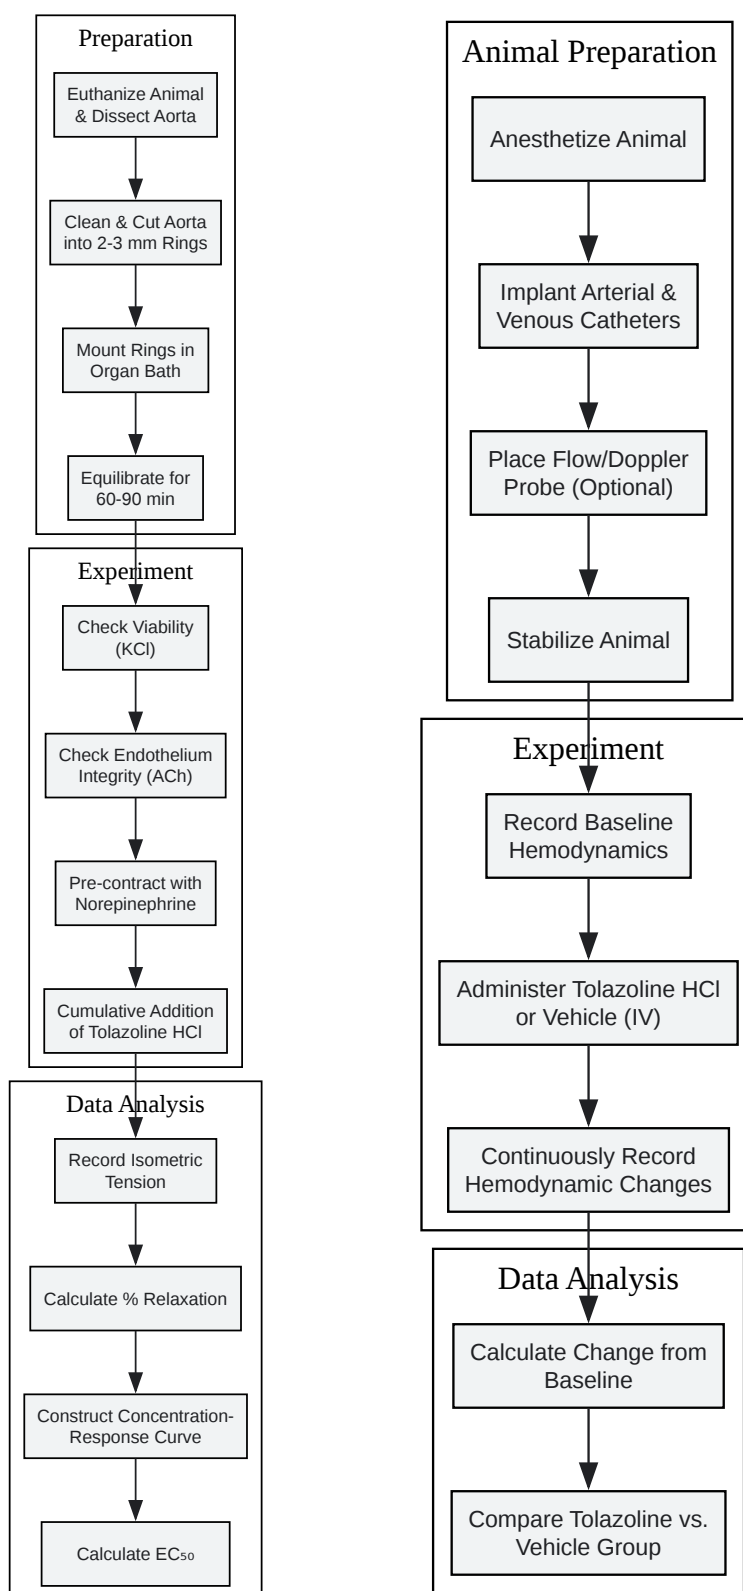 Preparation
Euthanize Animal
& Dissect Aorta
Clean & Cut Aorta
into 2-3 mm Rings
Mount Rings in
Organ Bath
Equilibrate for
60-90 min
Experiment
Check Viability
(KCl)
Check Endothelium
Integrity (ACh)
Pre-contract with
Norepinephrine
Cumulative Addition
of Tolazoline HCl
Data Analysis
Record Isometric
Tension
Calculate % Relaxation
Construct Concentration-
Response Curve
Calculate EC₅₀
Animal Preparation
Anesthetize Animal
Implant Arterial &
Venous Catheters
Place Flow/Doppler
Probe (Optional)
Stabilize Animal
Experiment
Record Baseline
Hemodynamics
Administer Tolazoline HCl
or Vehicle (IV)
Continuously Record
Hemodynamic Changes
Data Analysis
Calculate Change from
Baseline
Compare Tolazoline vs.
Vehicle Group